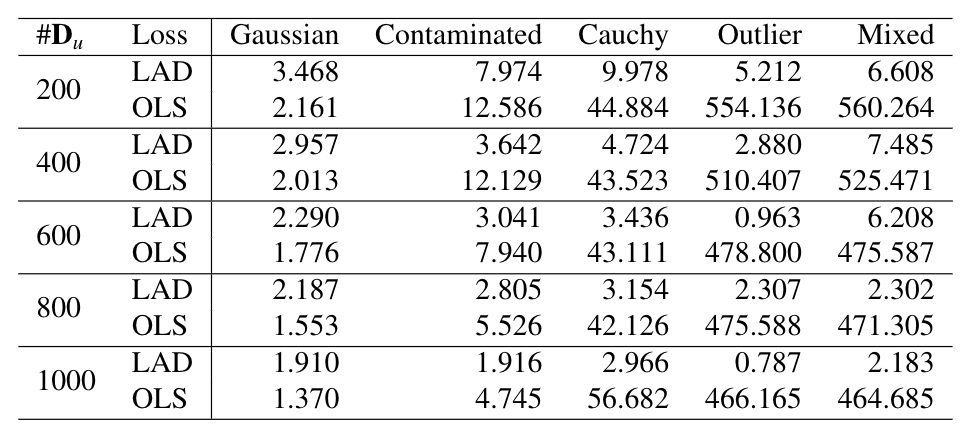 #Du Loss Gaussian Contaminated Cauchy Outlier Mixed
200 LAD 3.468 7.974 9.978 5.212 6.608
OLS 2.161 12.586 44.884 554.136 560.264
400 LAD 2.957 3.642 4.724 2.880 7.485
OLS 2.013 12.129 43.523 510.407 525.471
600 LAD 2.290 3.041 3.436 0.963 6.208
OLS 1.776 7.940 43.111 478.800 475.587
800 LAD 2.187 2.805 3.154 2.307 2.302
OLS 1.553 5.526 42.126 475.588 471.305
1000 LAD 1.910 1.916 2.966 0.787 2.183
OLS 1.370 4.745 56.682 466.165 464.685